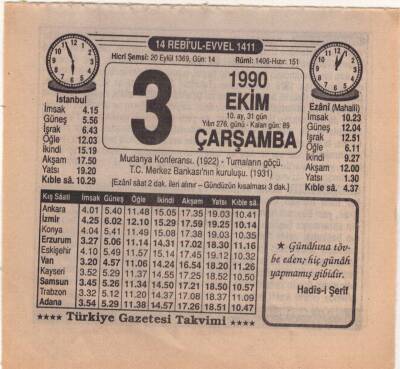 14 REBİ'UL-EVVEL 1411
Hicri Şemsî: 20 Eylül 1369, Gün: 14
Rûmî: 1406-Hızır: 151
İstanbul
İmsak 4.15
Güneş 5.56
İşrak 6.43
Öğle 12.03
İkindi 15.19
Akşam 17.50
Yatsı 19.20
Kıble sâ. 10.29
3
1990
EKİM
10. ay, 31 gün
Yılın 276. günü - Kalan gün: 89
ÇARŞAMBA
Ezânî (Mahallî)
İmsak 10.23
Güneş 12.04
İşrak 12.51
Öğle 6.11
İkindi 9.27
Akşam 12.00
Yatsı 1.30
Kıble sâ. 4.37
Mudanya Konferansı. (1922) - Turnaların göçü.
T.C. Merkez Bankası'nın kuruluşu. (1931)
[Ezânî sâat 2 dak. ileri alınır – Gündüzün kısalması 3 dak.]
Kış Sâati İmsak Güneş Öğle İkindi Akşam Yatsı Kıble sâ.
Ankara 4.01 5.40 11.48 15.05 17.35 19.03 10.41
İzmir 4.25 6.02 12.10 15.29 17.59 19.25 10.14
Konya 4.04 5.41 11.49 15.08 17.38 19.03 10.35
Erzurum 3.27 5.06 11.14 14.31 17.02 18.30 11.16
Eskişehir 4.10 5.49 11.57 15.14 17.45 19.12 10.32
Van 3.20 4.57 11.06 14.24 16.54 18.20 11.26
Kayseri 3.52 5.29 11.37 14.55 17.25 18.52 10.50
Samsun 3.45 5.26 11.34 14.50 17.21 18.50 10.57
Trabzon 3.32 5.12 11.20 14.37 17.08 18.37 11.09
Adana 3.54 5.29 11.38 14.57 17.26 18.51 10.47
★ Günâhına tövbe eden; hiç günâh
yapmamış gibidir.
Hadîs-i Şerîf
★★★★ Türkiye Gazetesi Takvimi ★★★★